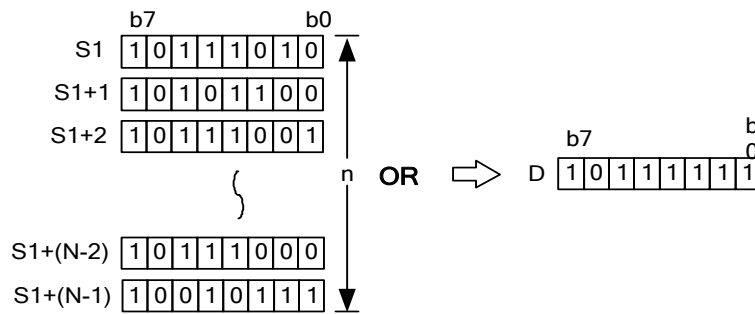 b7 b0
S1 1 0 1 1 1 0 1 0
S1+1 1 0 1 0 1 1 0 0
S1+2 1 0 1 1 1 0 0 1
b7 b0
n OR D 1 0 1 1 1 1 1 1
S1+(N-2) 1 0 1 1 1 0 0 0
S1+(N-1) 1 0 0 1 0 1 1 1